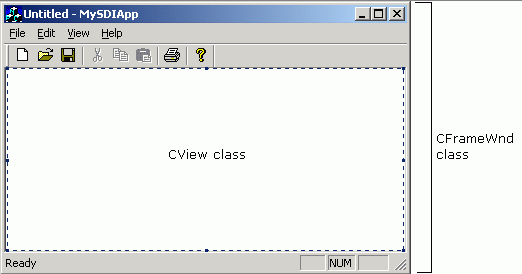 Untitled - MySDIApp
File Edit View Help
?
CView class
CFrameWnd
class
Ready NUM